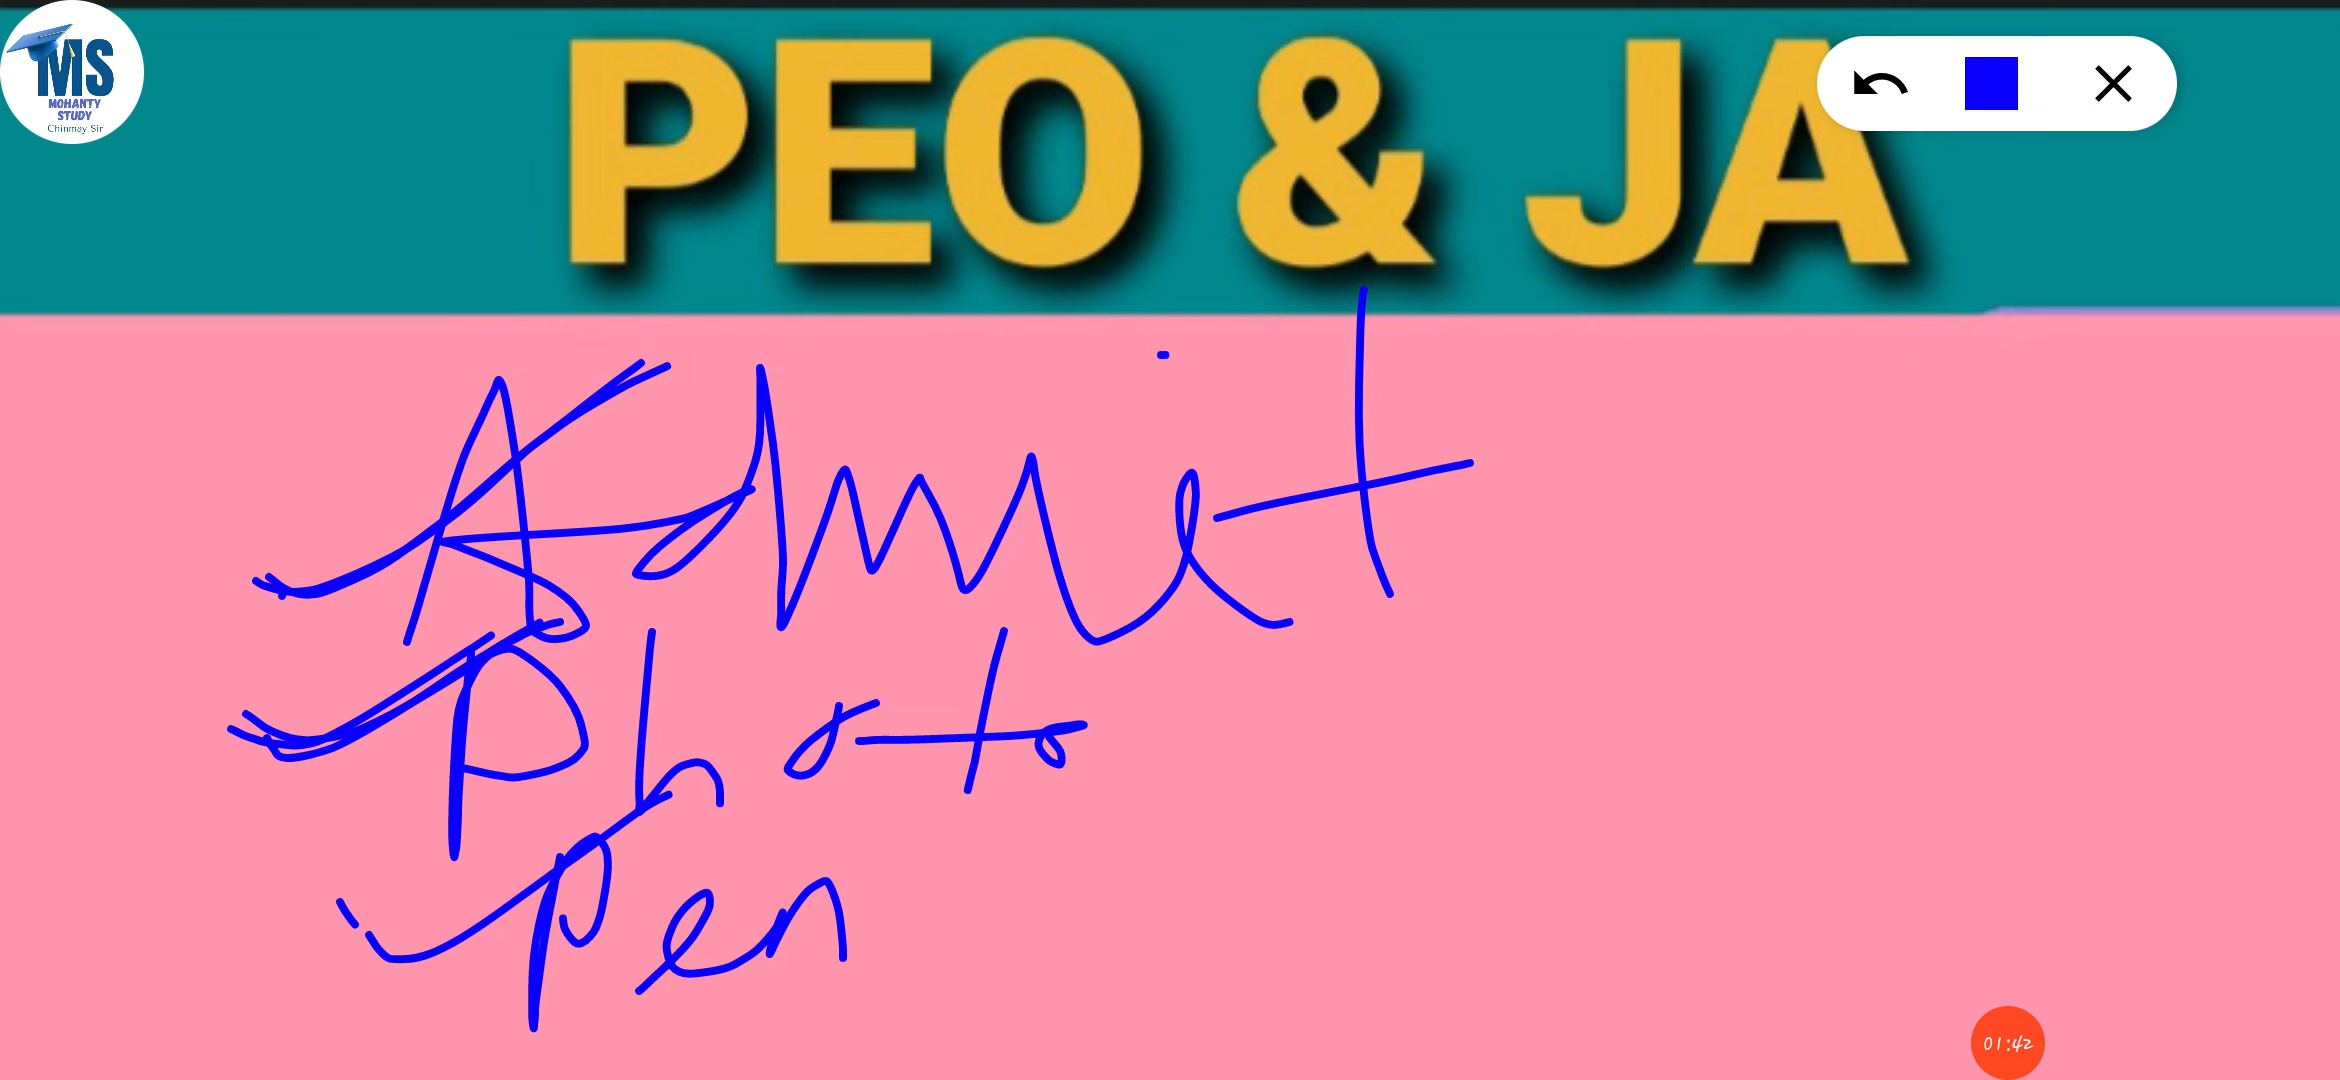 MS
MOHANTY
STUDY
Chinmay Sir
PEO & JA
Admit
Photo
Pen
01:42